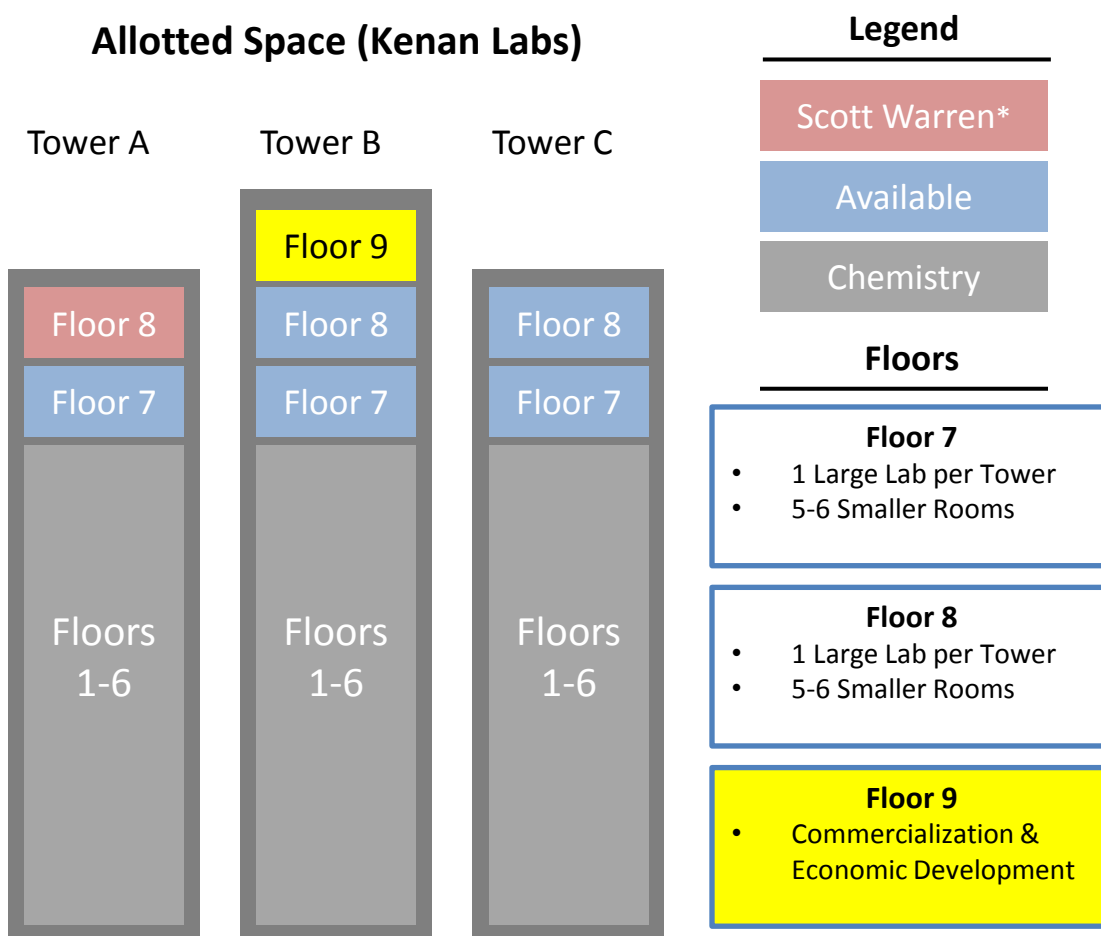 Allotted Space (Kenan Labs)
Tower A
Tower B
Tower C
Floor 9
Floor 8
Floor 8
Floor 8
Floor 7
Floor 7
Floor 7
Floors
1-6
Floors
1-6
Floors
1-6
Legend
Scott Warren*
Available
Chemistry
Floors
Floor 7
• 1 Large Lab per Tower
• 5-6 Smaller Rooms
Floor 8
• 1 Large Lab per Tower
• 5-6 Smaller Rooms
Floor 9
• Commercialization &
Economic Development